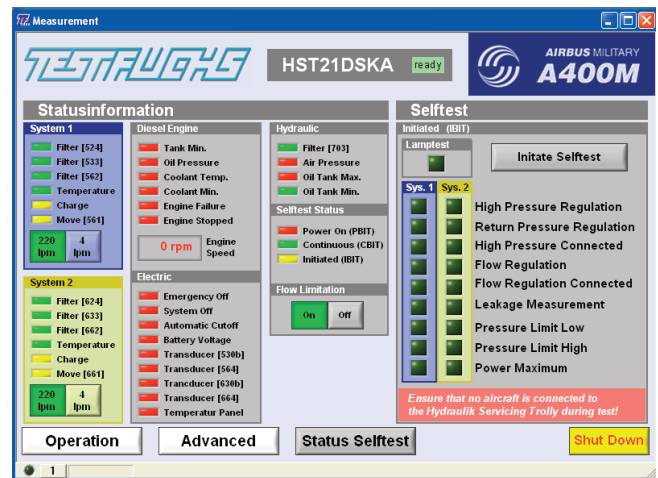 Measurement
TESTFUCHS
HST21DSKA ready
AIRBUS MILITARY
A400M
Statusinformation
System 1
Filter [524]
Filter [533]
Filter [562]
Temperature
Charge
Move [561]
220 lpm
4 lpm
System 2
Filter [624]
Filter [633]
Filter [662]
Temperature
Charge
Move [661]
220 lpm
4 lpm
Diesel Engine
Tank Min.
Oil Pressure
Coolant Temp.
Coolant Min.
Engine Failure
Engine Stopped
0 rpm
Engine Speed
Electric
Emergency Off
System Off
Automatic Cutoff
Battery Voltage
Transducer [530b]
Transducer [564]
Trancducer [630b]
Transducer [664]
Temperatur Panel
Hydraulic
Filter [703]
Air Pressure
Oil Tank Max.
Oil Tank Min.
Selftest Status
Power On (PBIT)
Continuous (CBIT)
Initiated (IBIT)
Flow Limitation
On
Off
Selftest
Initiated (IBIT)
Lamptest
Initate Selftest
Sys. 1
Sys. 2
High Pressure Regulation
Return Pressure Regulation
High Pressure Connected
Flow Regulation
Flow Regulation Connected
Leakage Measurement
Pressure Limit Low
Pressure Limit High
Power Maximum
Ensure that no aircraft is connected to
the Hydraulik Servicing Trolly during test!
Operation
Advanced
Status Selftest
Shut Down
1